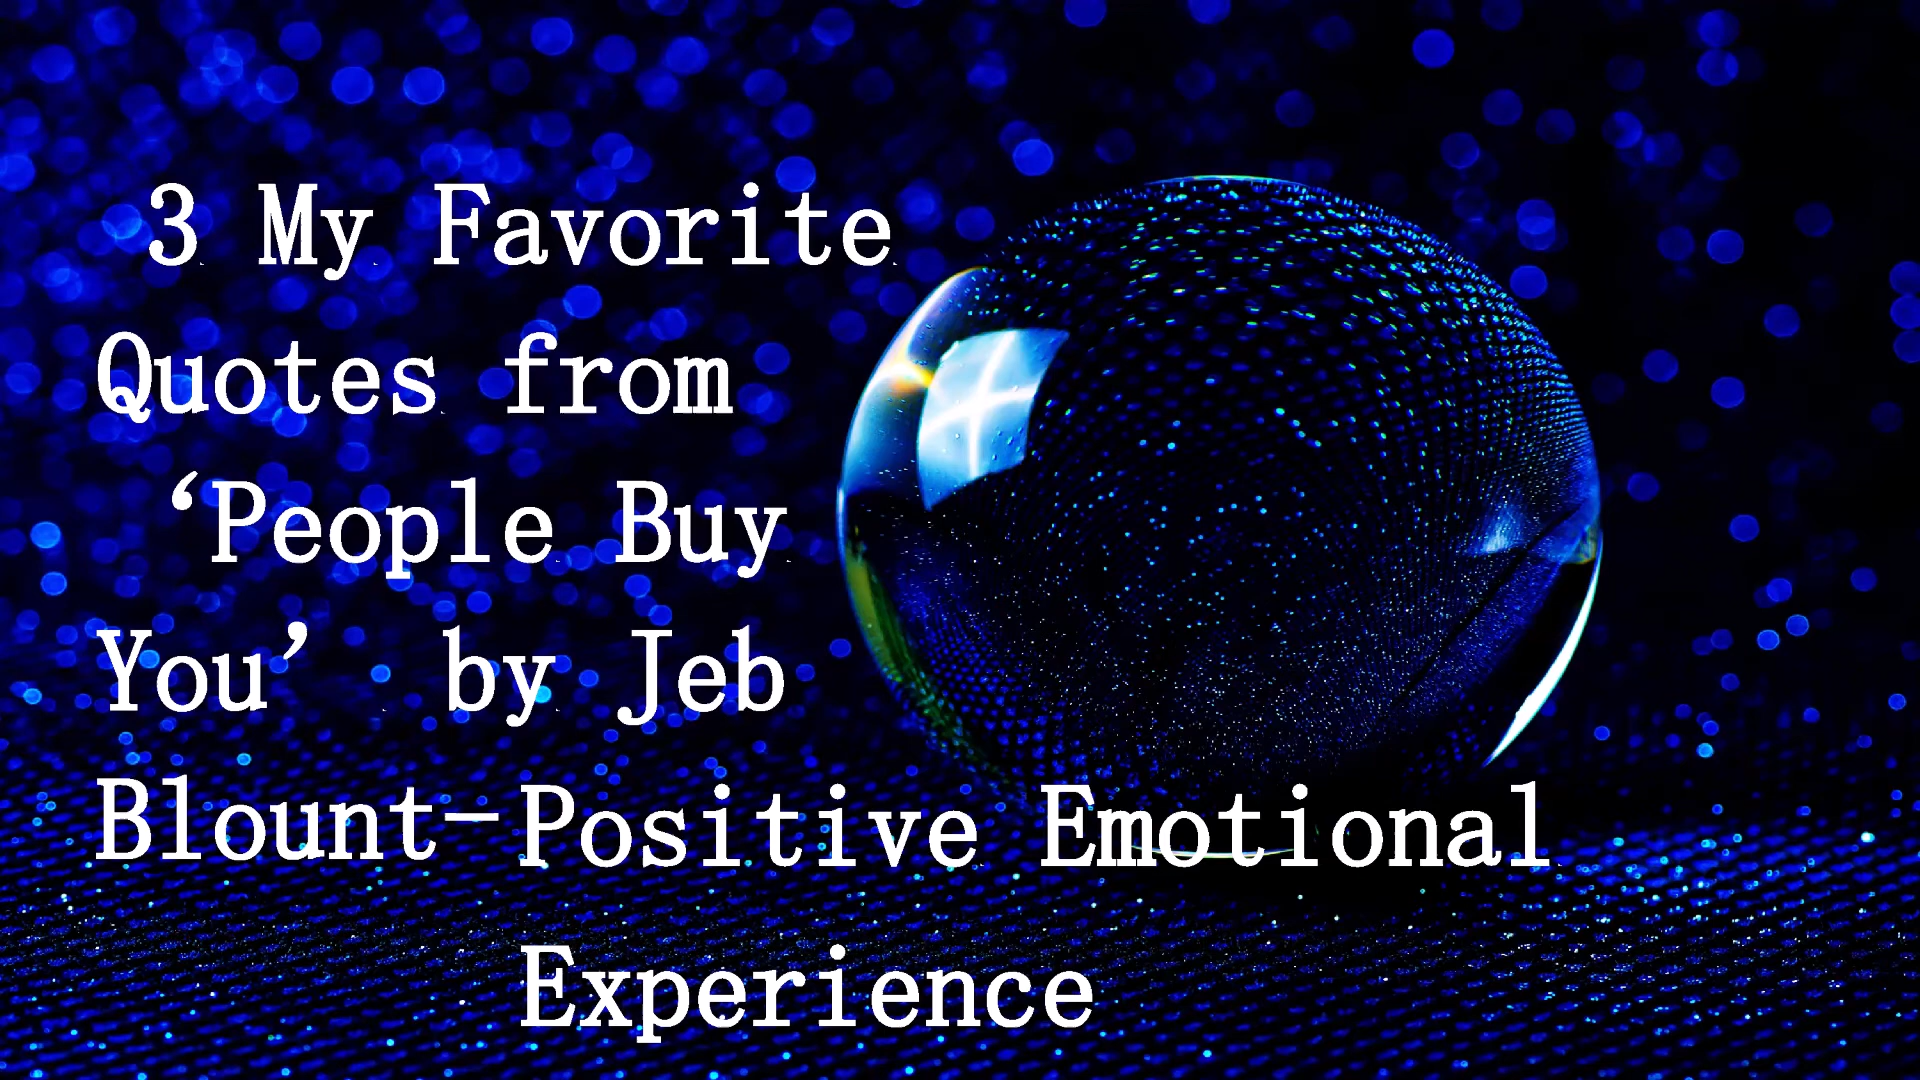 3 My Favorite
Quotes from
‘People Buy
You’ by Jeb
Blount-Positive Emotional
Experience